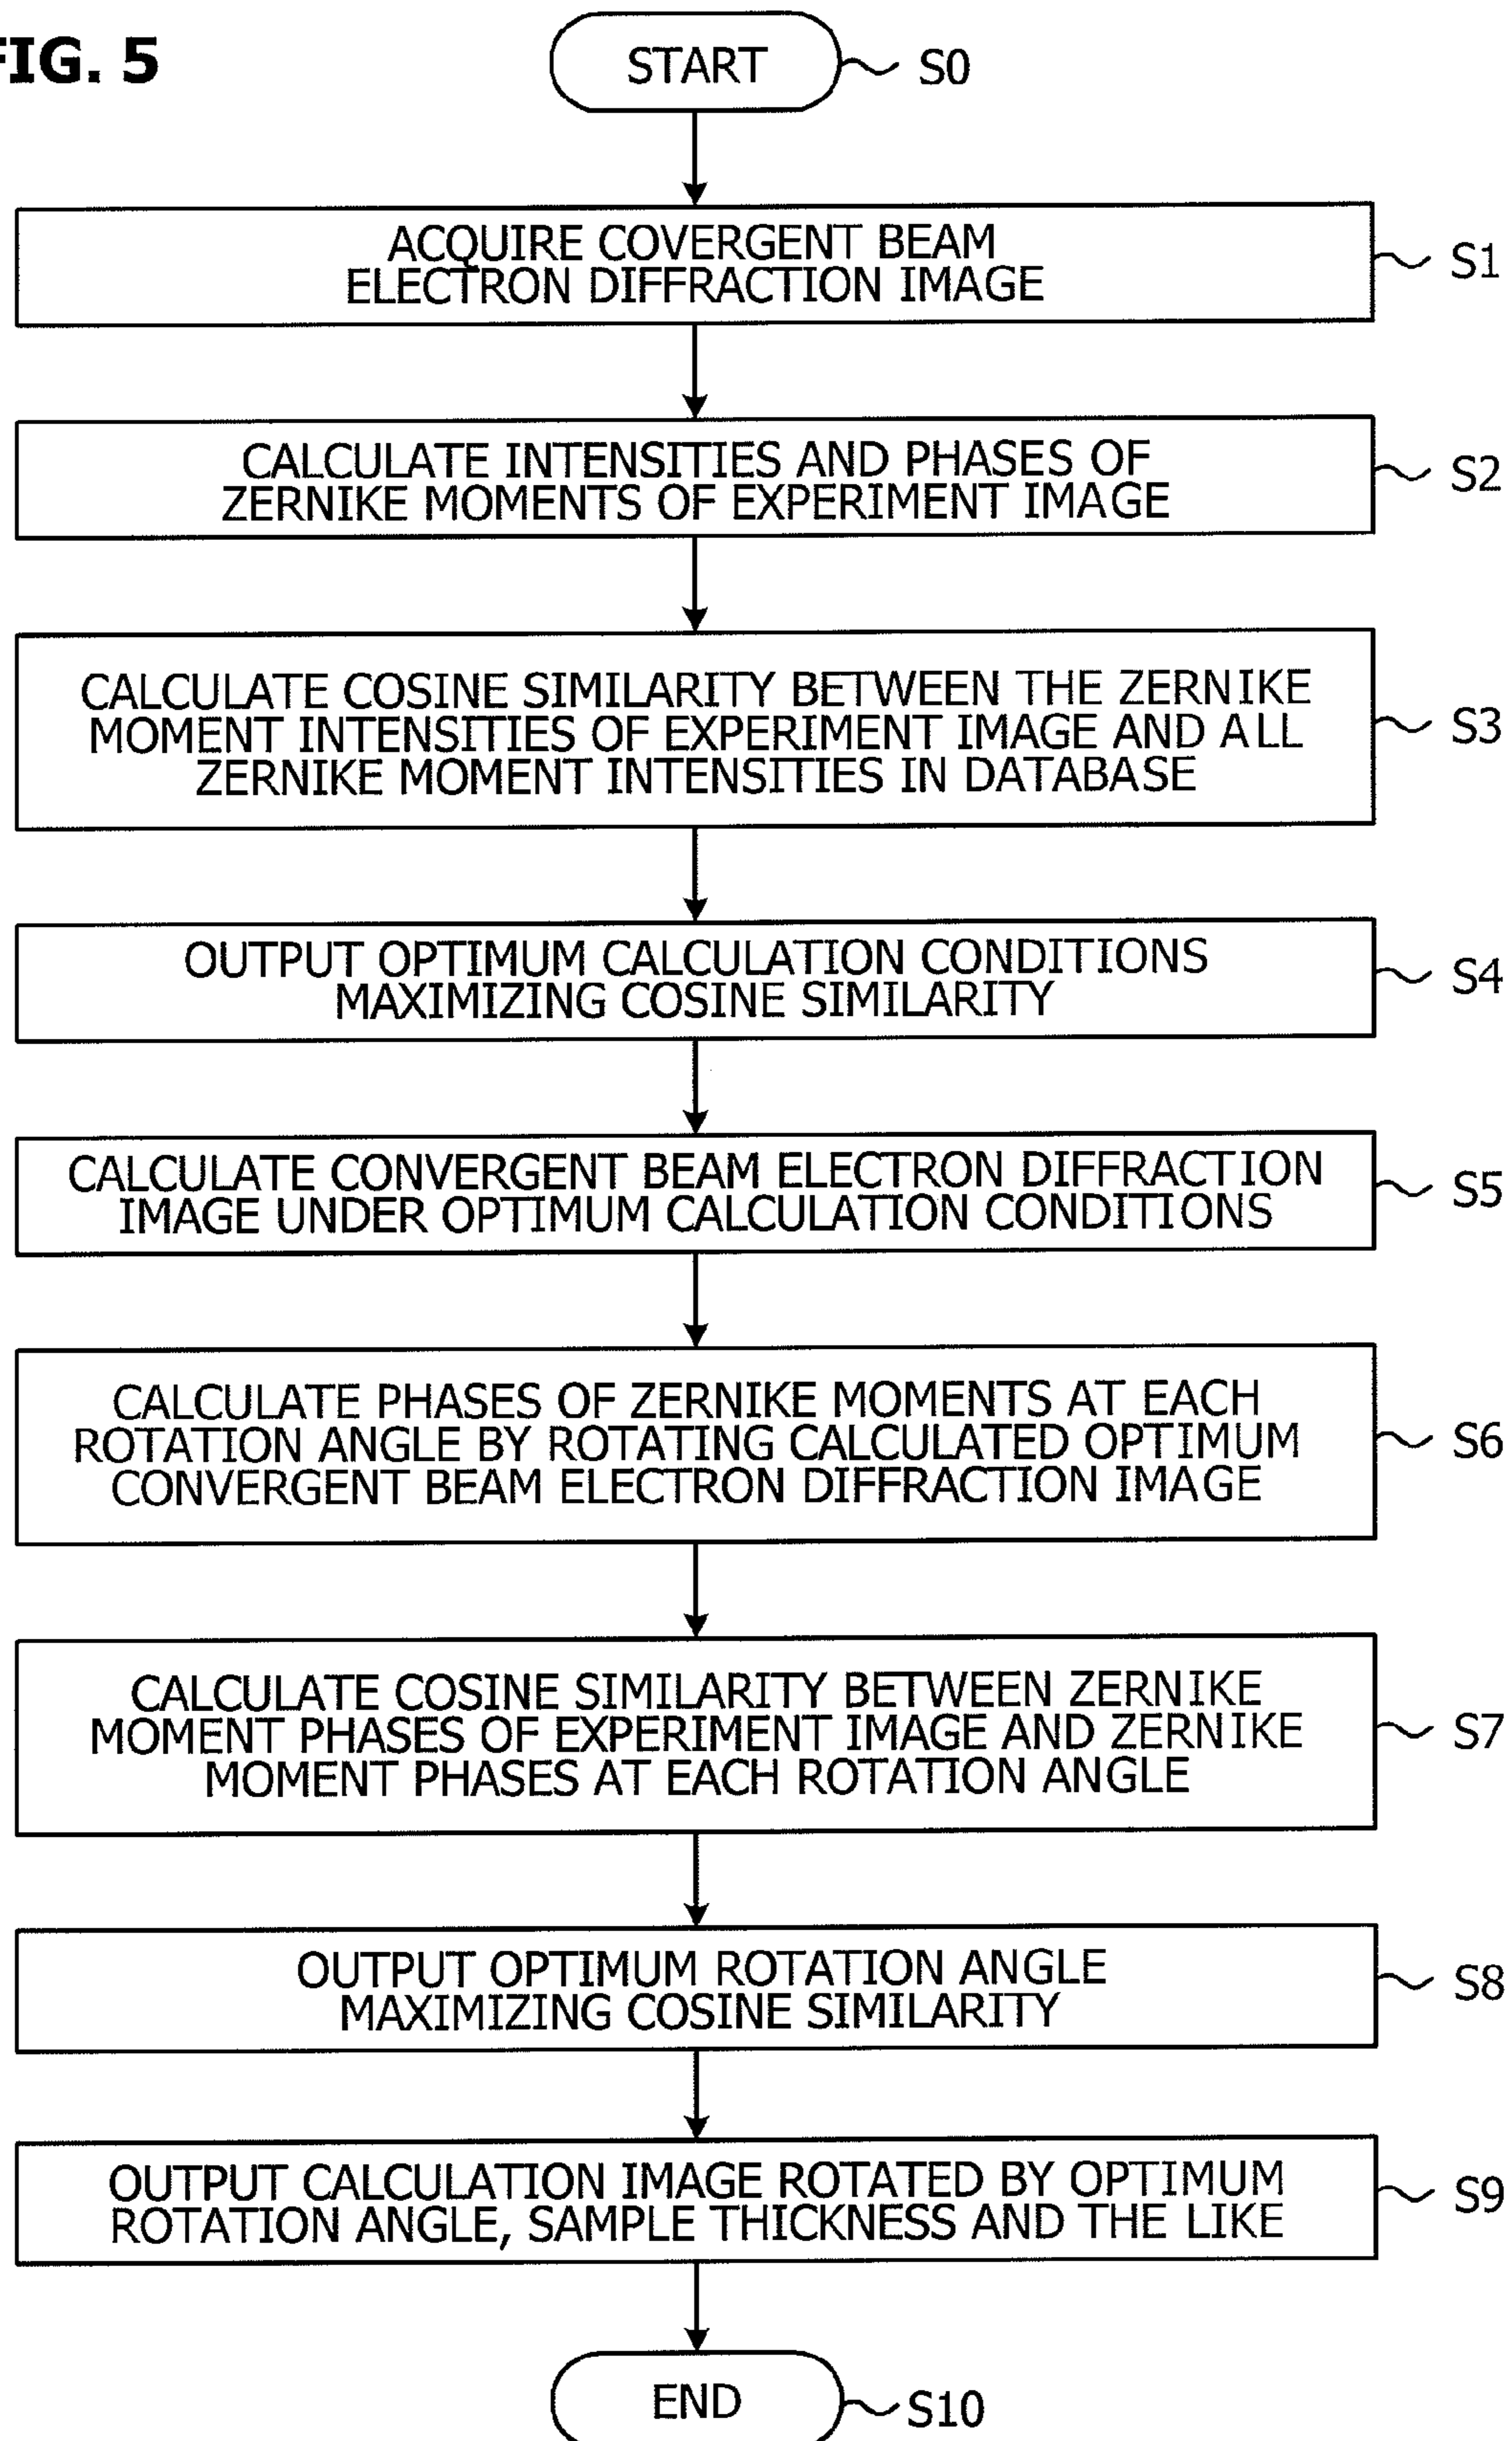 FIG. 5
START
S0
ACQUIRE COVERGENT BEAM
ELECTRON DIFFRACTION IMAGE
S1
CALCULATE INTENSITIES AND PHASES OF
ZERNIKE MOMENTS OF EXPERIMENT IMAGE
S2
CALCULATE COSINE SIMILARITY BETWEEN THE ZERNIKE
MOMENT INTENSITIES OF EXPERIMENT IMAGE AND ALL
ZERNIKE MOMENT INTENSITIES IN DATABASE
S3
OUTPUT OPTIMUM CALCULATION CONDITIONS
MAXIMIZING COSINE SIMILARITY
S4
CALCULATE CONVERGENT BEAM ELECTRON DIFFRACTION
IMAGE UNDER OPTIMUM CALCULATION CONDITIONS
S5
CALCULATE PHASES OF ZERNIKE MOMENTS AT EACH
ROTATION ANGLE BY ROTATING CALCULATED OPTIMUM
CONVERGENT BEAM ELECTRON DIFFRACTION IMAGE
S6
CALCULATE COSINE SIMILARITY BETWEEN ZERNIKE
MOMENT PHASES OF EXPERIMENT IMAGE AND ZERNIKE
MOMENT PHASES AT EACH ROTATION ANGLE
S7
OUTPUT OPTIMUM ROTATION ANGLE
MAXIMIZING COSINE SIMILARITY
S8
OUTPUT CALCULATION IMAGE ROTATED BY OPTIMUM
ROTATION ANGLE, SAMPLE THICKNESS AND THE LIKE
S9
END
S10